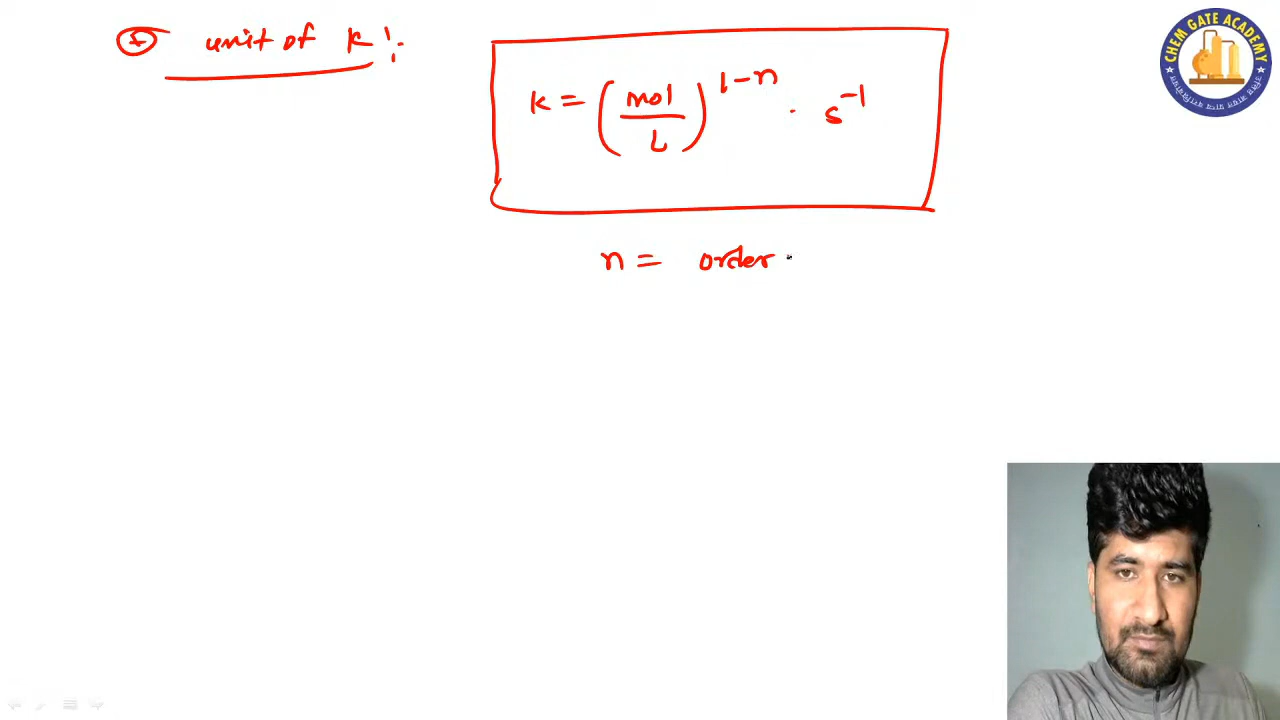 unit of k :
k = (mol/L)^{1-n} . s^{-1}
n = order
CHEM GATE ACADEMY